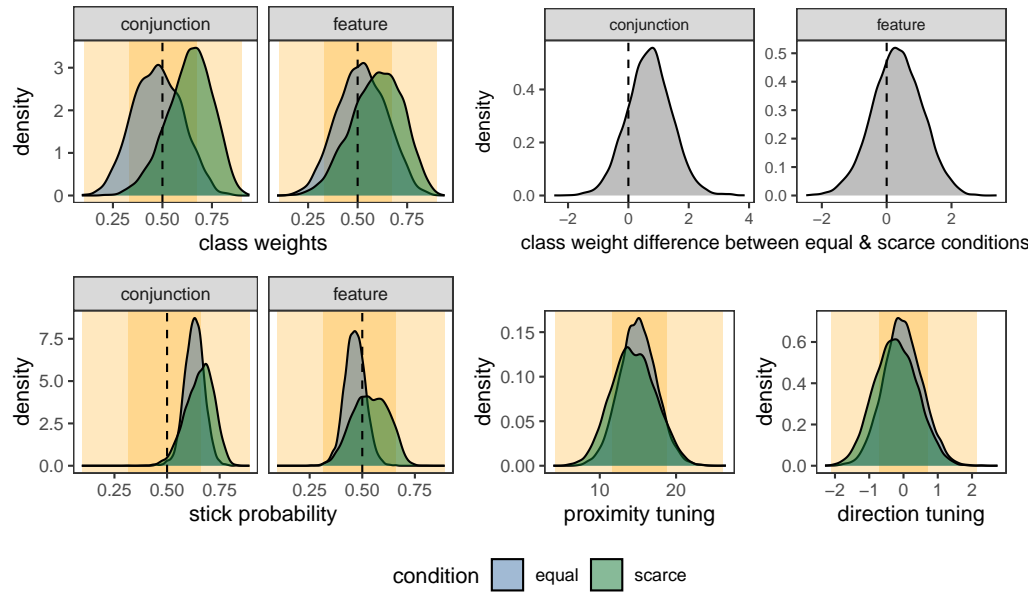 conjunction feature
density
3
2
1
0
0.25 0.50 0.75 0.25 0.50 0.75
class weights
conjunction
density
0.4
0.2
0.0
−2 0 2 4
feature
density
0.5
0.4
0.3
0.2
0.1
0.0
−2 0 2
class weight difference between equal & scarce conditions
conjunction feature
density
7.5
5.0
2.5
0.0
0.25 0.50 0.75 0.25 0.50 0.75
stick probability
density
0.15
0.10
0.05
0.00
10 20
proximity tuning
density
0.6
0.4
0.2
0.0
−2 −1 0 1 2
direction tuning
condition equal scarce